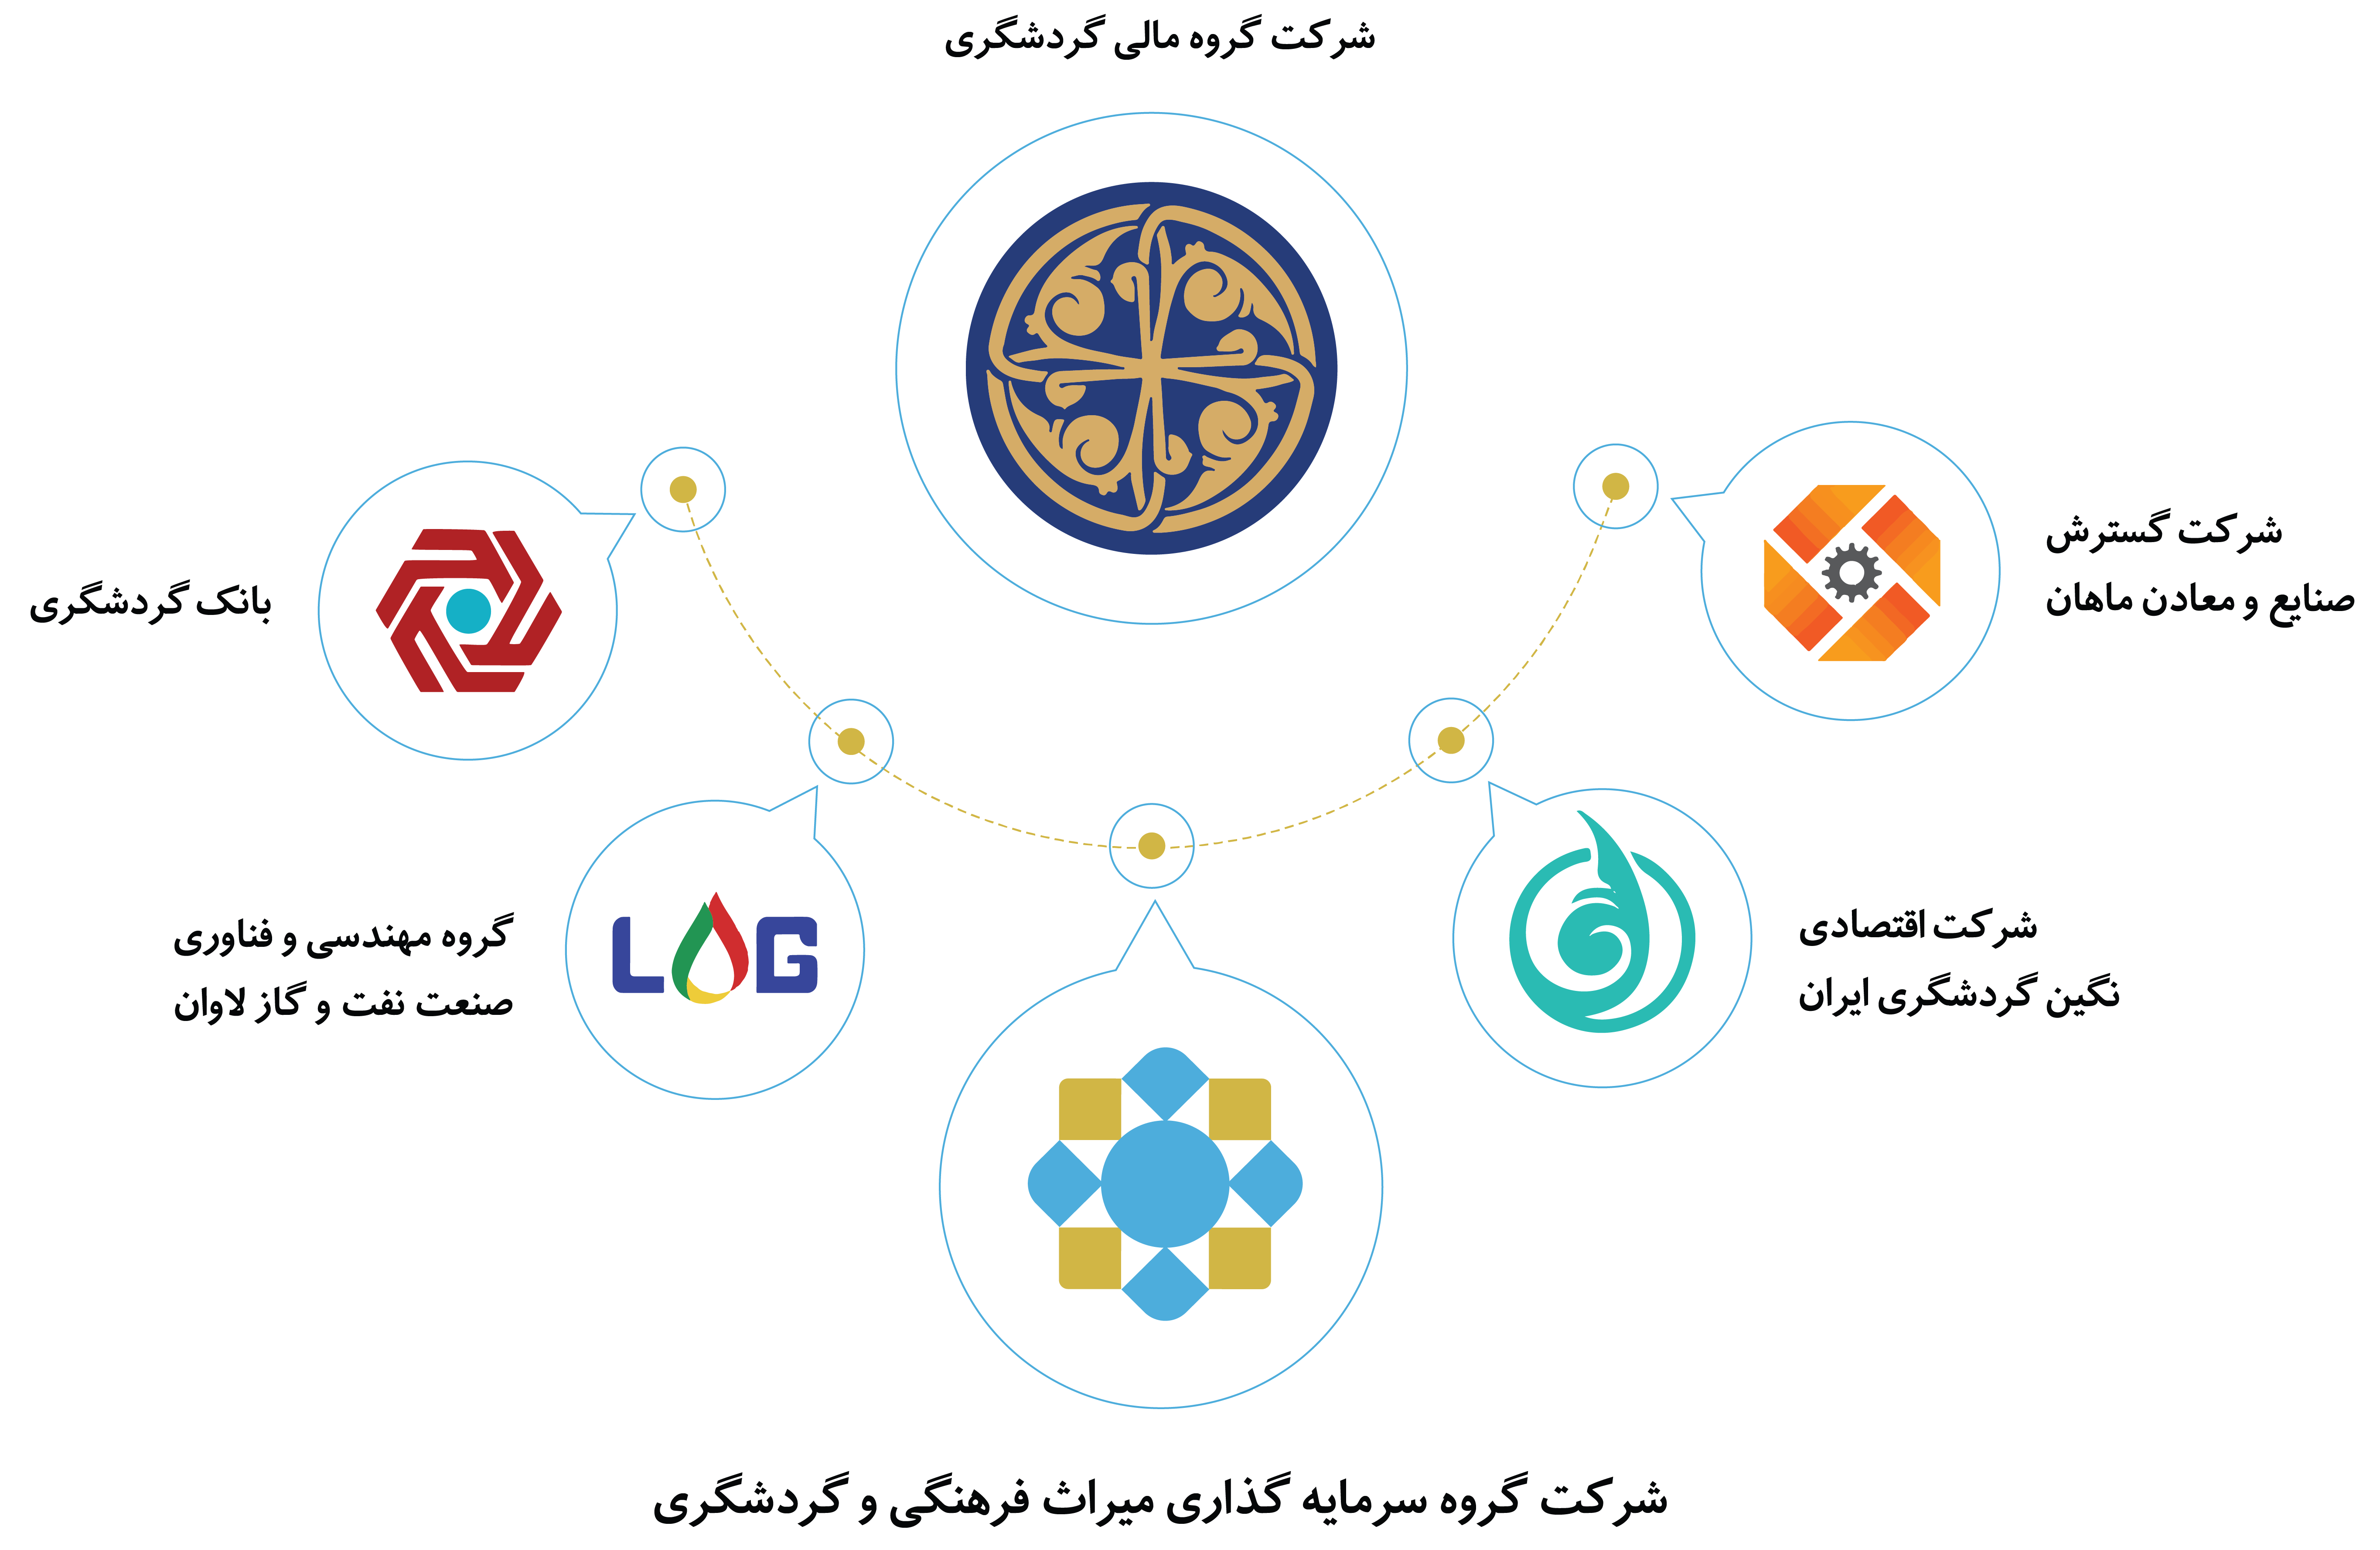 شرکت گروه مالی گردشگری
شرکت گسترش
صنایع و معادن ماهان
بانک گردشگری
شرکت اقتصادی
نگین گردشگری ایران
گروه مهندسی و فناوری
صنعت نفت و گاز لاوان
LOG
شرکت گروه سرمایه گذاری میراث فرهنگی و گردشگری